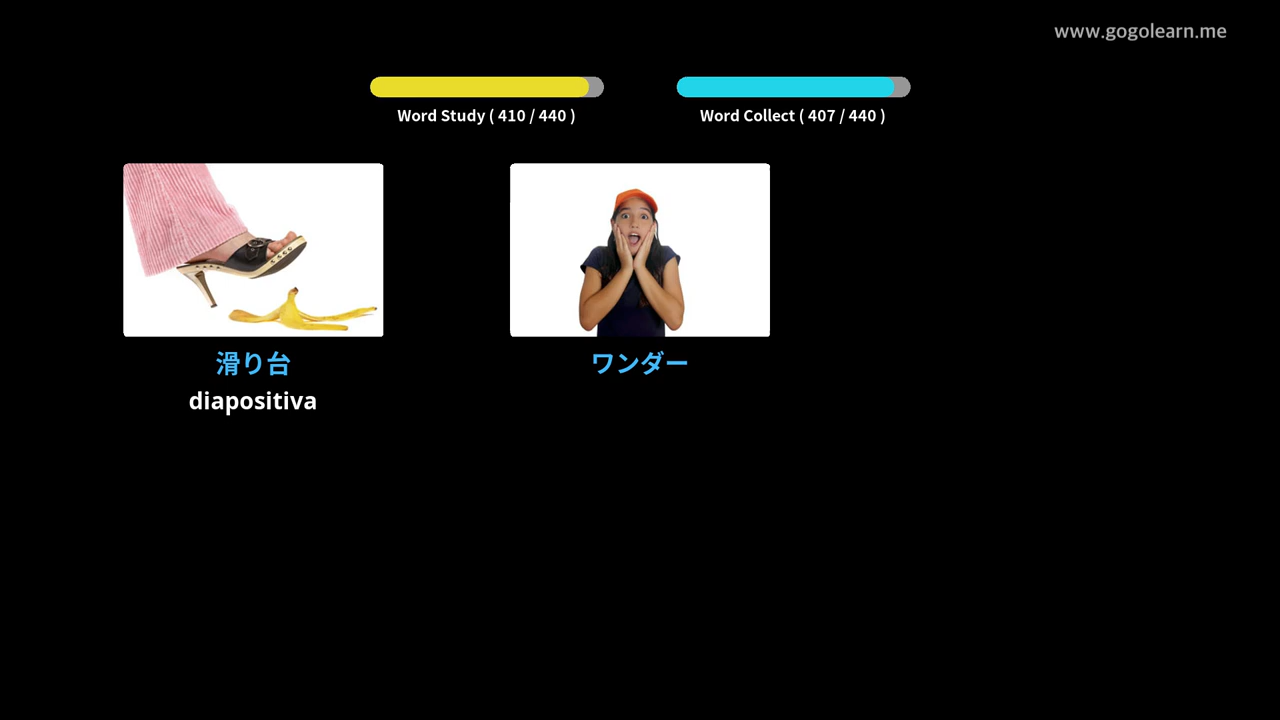 www.gogolearn.me
Word Study ( 410 / 440 )
Word Collect ( 407 / 440 )
滑り台
diapositiva
ワンダー